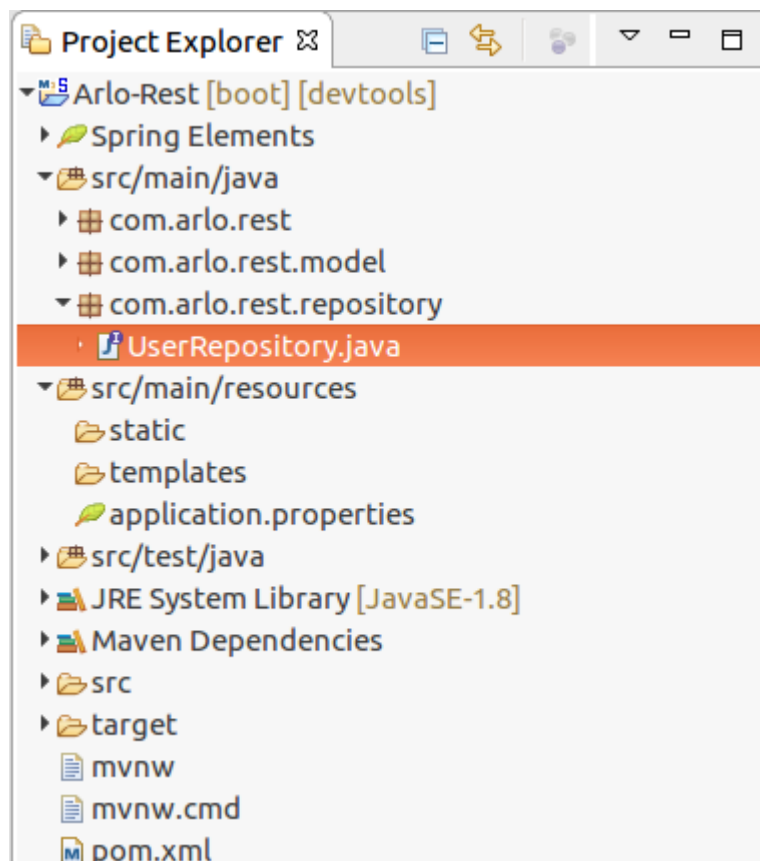 Project Explorer
Arlo-Rest [boot] [devtools]
Spring Elements
src/main/java
com.arlo.rest
com.arlo.rest.model
com.arlo.rest.repository
UserRepository.java
src/main/resources
static
templates
application.properties
src/test/java
JRE System Library [JavaSE-1.8]
Maven Dependencies
src
target
mvnw
mvnw.cmd
pom.xml